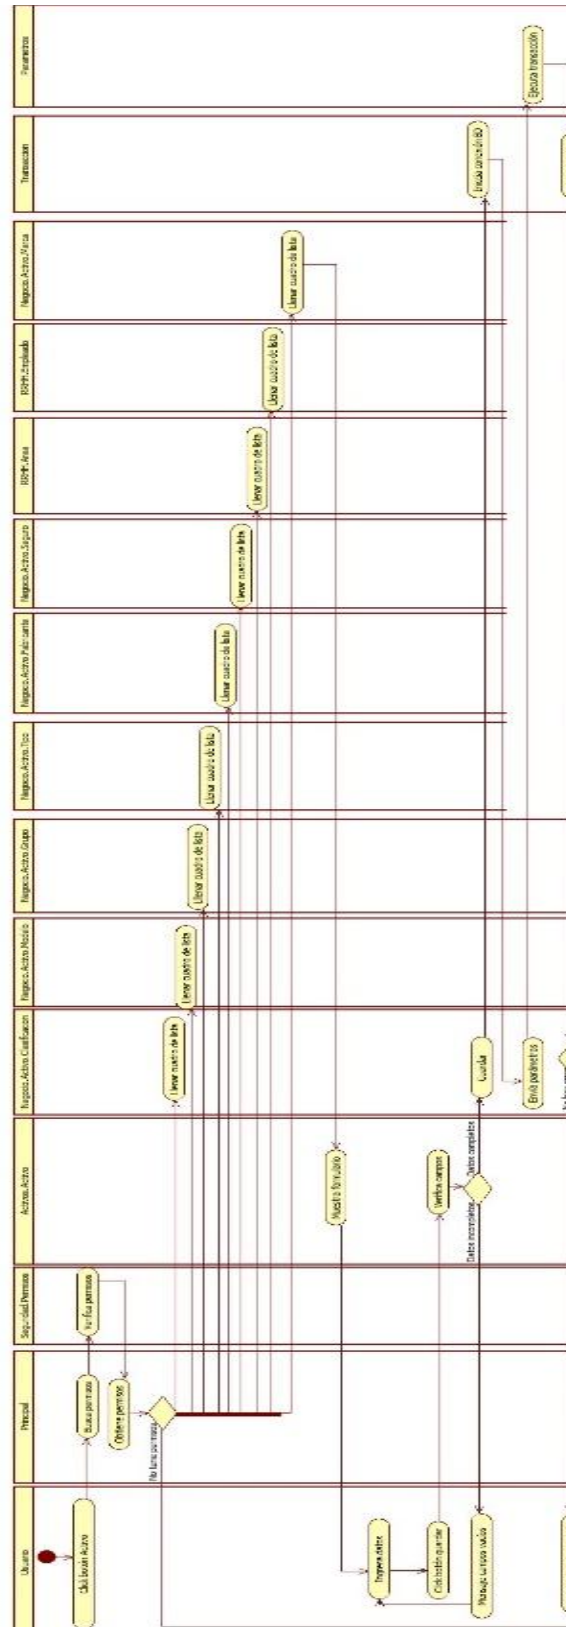 Usuario
Principal
Seguridad.Permisos
Activos.Activo
Negocio.Activo.Clasificacion
Negocio.Activo.Modelo
Negocio.Activo.Grupo
Negocio.Activo.Tipo
Negocio.Activo.Fabricante
Negocio.Activo.Seguro
RRHH.Area
RRHH.Empleado
Negocio.Activo.Marca
Transaccion
Parametros
Click botón Activo
Busca permisos
Verifica permisos
Obtiene permisos
No tiene permisos
Llenar cuadro de lista
Llenar cuadro de lista
Llenar cuadro de lista
Llenar cuadro de lista
Llenar cuadro de lista
Llenar cuadro de lista
Llenar cuadro de lista
Llenar cuadro de lista
Llenar cuadro de lista
Muestra formulario
Ingresa datos
Click botón guardar
Verifica campos
Datos incompletos
Datos completos
Mensaje campos vacíos
Guardar
Inicia conexión BD
Envía parámetros
Ejecuta transacción